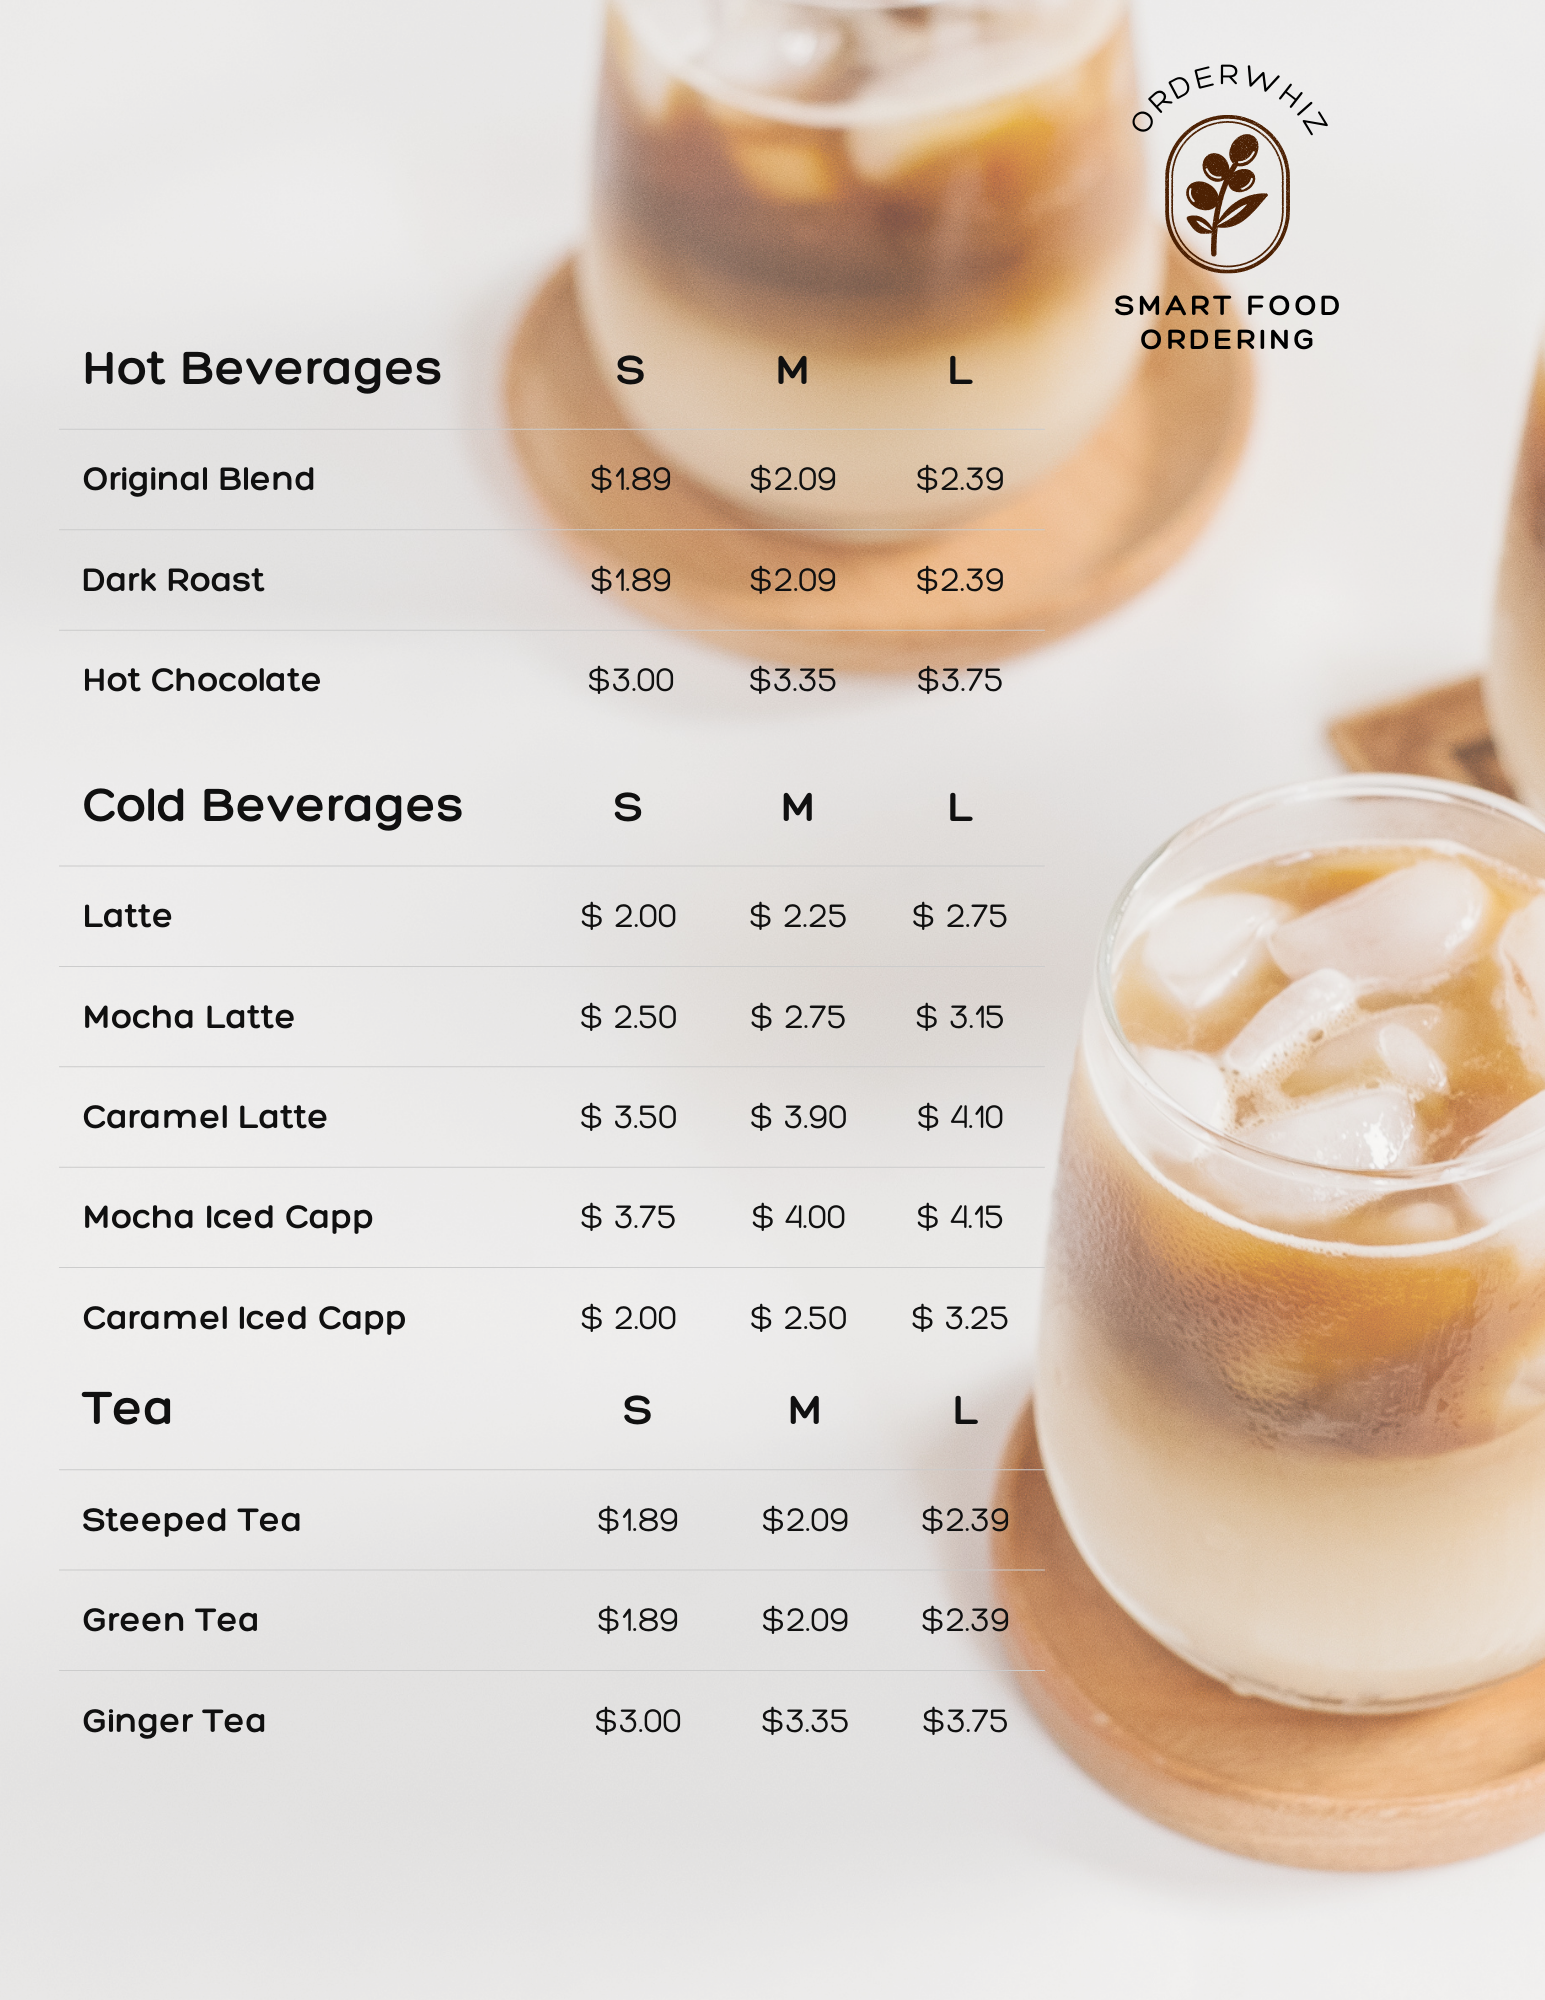 ORDERWHIZ
SMART FOOD
ORDERING
Hot Beverages S M L
Original Blend $1.89 $2.09 $2.39
Dark Roast $1.89 $2.09 $2.39
Hot Chocolate $3.00 $3.35 $3.75
Cold Beverages S M L
Latte $ 2.00 $ 2.25 $ 2.75
Mocha Latte $ 2.50 $ 2.75 $ 3.15
Caramel Latte $ 3.50 $ 3.90 $ 4.10
Mocha Iced Capp $ 3.75 $ 4.00 $ 4.15
Caramel Iced Capp $ 2.00 $ 2.50 $ 3.25
Tea S M L
Steeped Tea $1.89 $2.09 $2.39
Green Tea $1.89 $2.09 $2.39
Ginger Tea $3.00 $3.35 $3.75